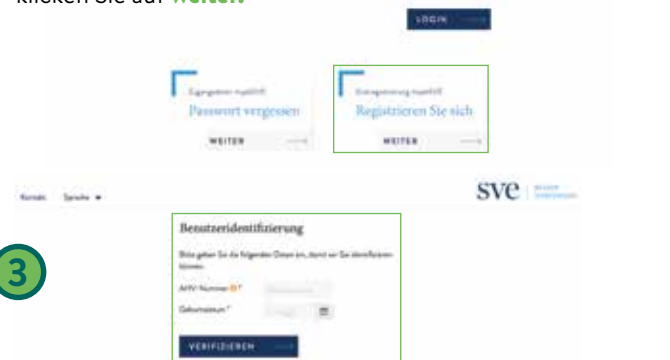 klicken Sie auf weiter.
LOGIN
Passwort vergessen
WEITER
Registrieren Sie sich
WEITER
Kontakt Sprache
sve
Benutzeridentifizierung
Bitte geben Sie die folgenden Daten ein, damit wir Sie identifizieren
können.
3
AHV-Nummer *
Geburtsdatum *
VERIFIZIEREN